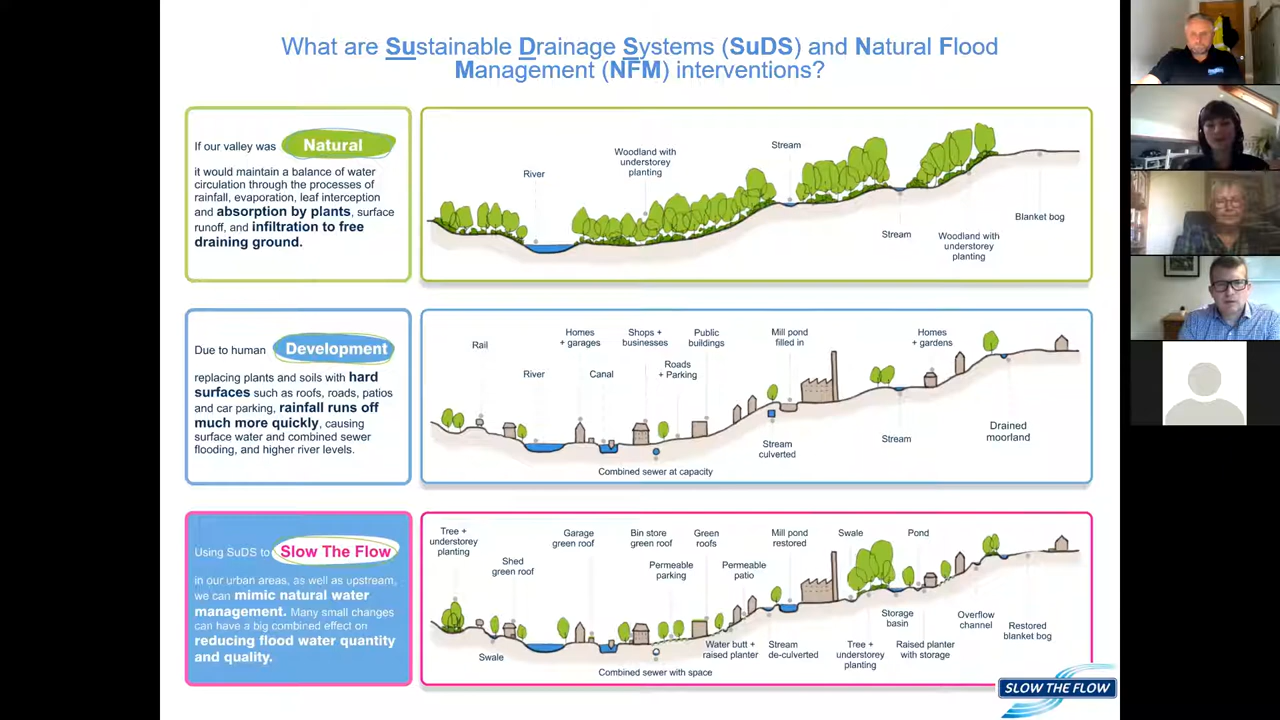 What are Sustainable Drainage Systems (SuDS) and Natural Flood
Management (NFM) interventions?
If our valley was Natural
it would maintain a balance of water
circulation through the processes of
rainfall, evaporation, leaf interception
and absorption by plants, surface
runoff, and infiltration to free
draining ground.
River
Woodland with
understorey
planting
Stream
Stream
Woodland with
understorey
planting
Blanket bog
Due to human Development
replacing plants and soils with hard
surfaces such as roofs, roads, patios
and car parking, rainfall runs off
much more quickly, causing
surface water and combined sewer
flooding, and higher river levels.
Rail
River
Homes
+ garages
Canal
Shops +
businesses
Roads
+ Parking
Public
buildings
Mill pond
filled in
Homes
+ gardens
Combined sewer at capacity
Stream
culverted
Stream
Drained
moorland
Using SuDS to Slow The Flow
in our urban areas, as well as upstream,
we can mimic natural water
management. Many small changes
can have a big combined effect on
reducing flood water quantity
and quality.
Tree +
understorey
planting
Shed
green roof
Garage
green roof
Bin store
green roof
Permeable
parking
Green
roofs
Permeable
patio
Mill pond
restored
Swale
Pond
Swale
Combined sewer with space
Water butt +
raised planter
Stream
de-culverted
Tree +
understorey
planting
Storage
basin
Raised planter
with storage
Overflow
channel
Restored
blanket bog
SLOW THE FLOW